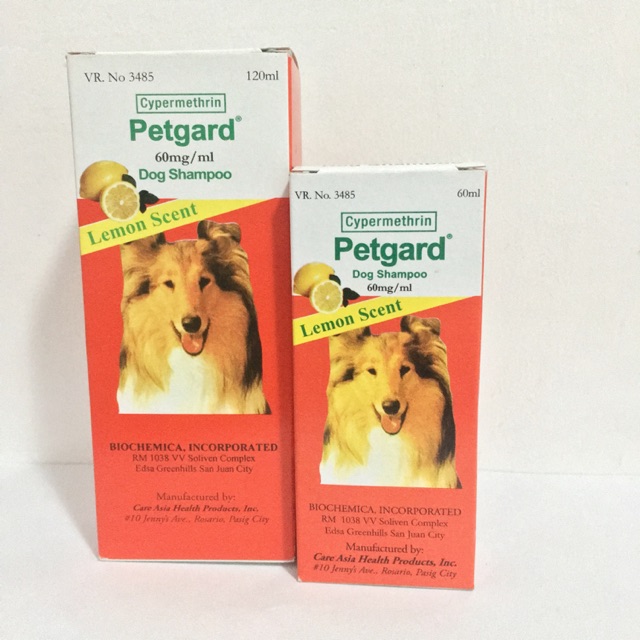 VR. No 3485 120ml
Cypermethrin
Petgard®
60mg/ml
Dog Shampoo
Lemon Scent
BIOCHEMICA, INCORPORATED
RM 1038 VV Soliven Complex
Edsa Greenhills San Juan City
Manufactured by:
Care Asia Health Products, Inc.
#10 Jenny's Ave., Rosario, Pasig City
VR. No. 3485 60ml
Cypermethrin
Petgard®
Dog Shampoo
60mg/ml
Lemon Scent
BIOCHEMICA, INCORPORATED
RM 1038 VV Soliven Complex
Edsa Greenhills San Juan City
Manufactured by:
Care Asia Health Products, Inc.
#10 Jenny's Ave., Rosario, Pasig City